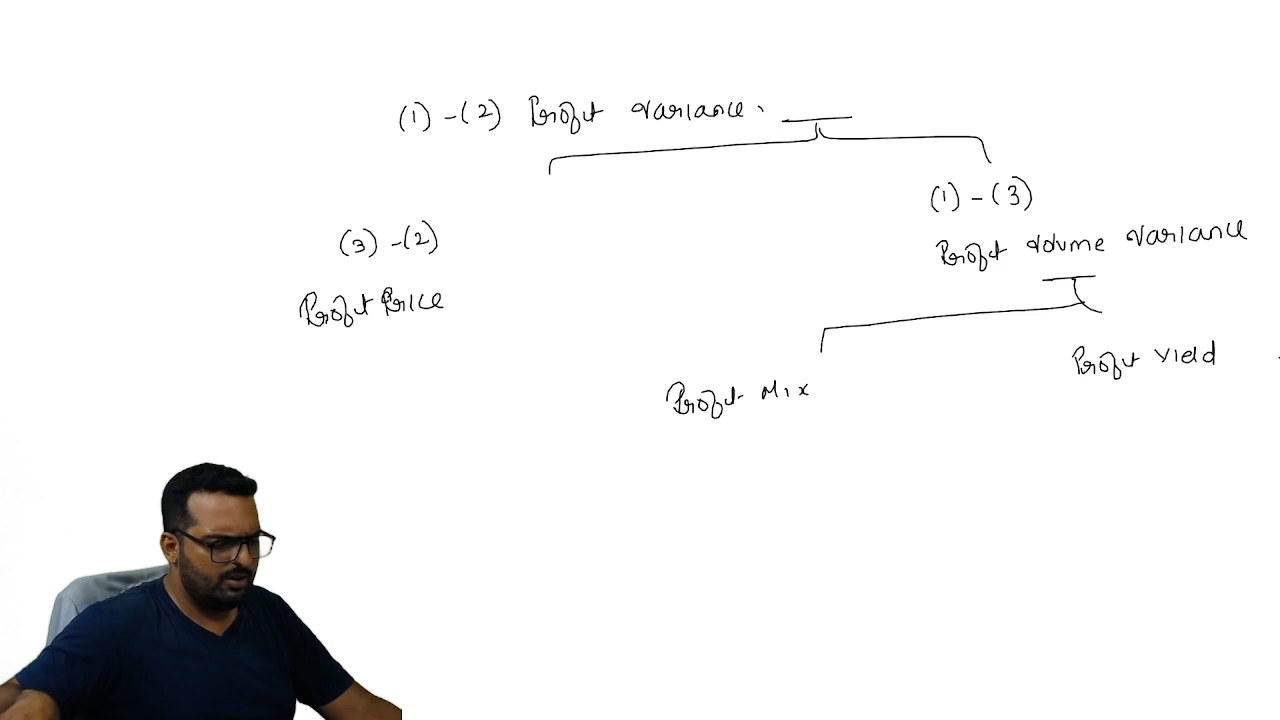 (1) - (2) Profit Variance.
(1) - (3)
(3) - (2)
Profit Volume Variance
Profit Price
Profit Yield
Profit Mix